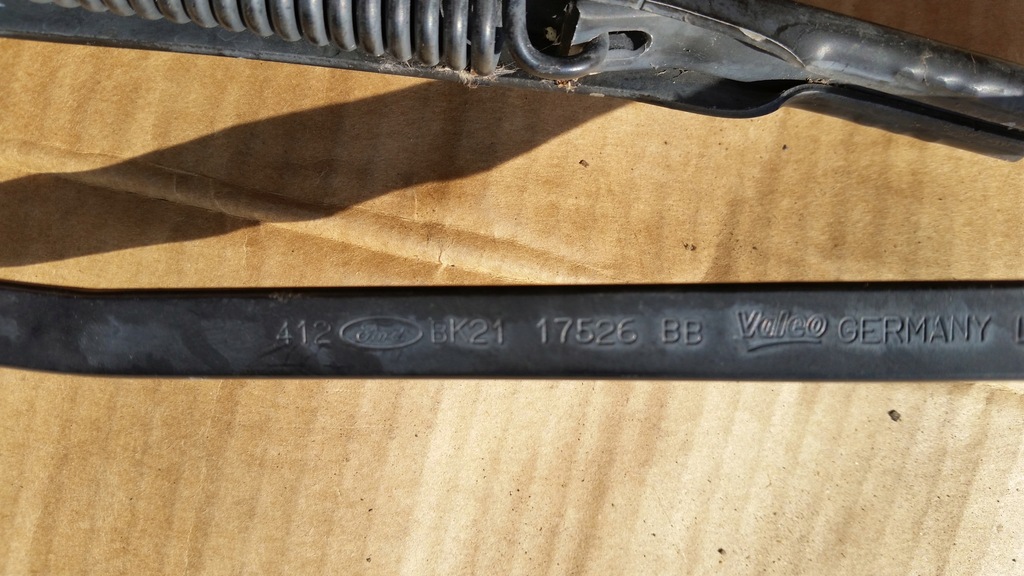 412 Ford BK21 17526 BB Valeo GERMANY L